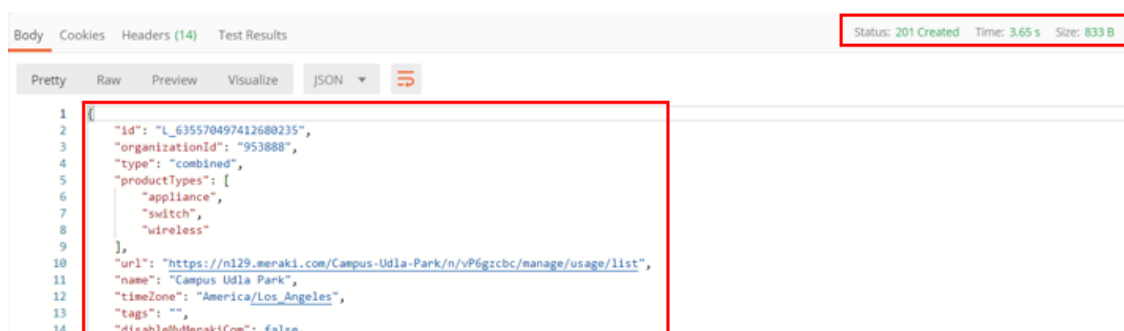 Body Cookies Headers (14) Test Results Status: 201 Created Time: 3.65 s Size: 833 B
Pretty Raw Preview Visualize JSON
1 {
2 "id": "L_635570497412680235",
3 "organizationId": "953888",
4 "type": "combined",
5 "productTypes": [
6 "appliance",
7 "switch",
8 "wireless"
9 ],
10 "url": "https://n129.meraki.com/Campus-Udla-Park/n/vP6gzcbc/manage/usage/list",
11 "name": "Campus Udla Park",
12 "timeZone": "America/Los_Angeles",
13 "tags": "",
14 "disableMyMerakiCom": false,